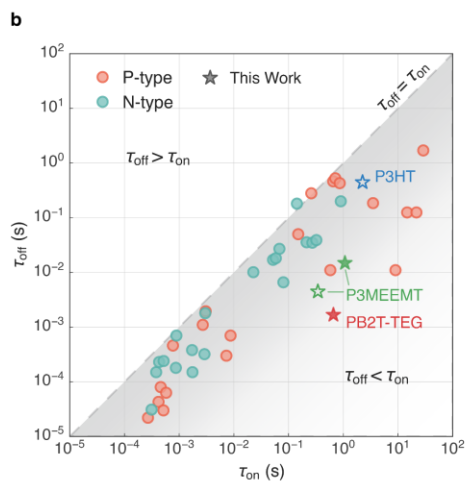 b
10²
P-type
This Work
N-type
10¹
τoff = τon
τoff > τon
10⁰
P3HT
10⁻¹
τoff (s)
10⁻²
P3MEEMT
10⁻³
PB2T-TEG
10⁻⁴
τoff < τon
10⁻⁵
10⁻⁵ 10⁻⁴ 10⁻³ 10⁻² 10⁻¹ 10⁰ 10¹ 10²
τon (s)